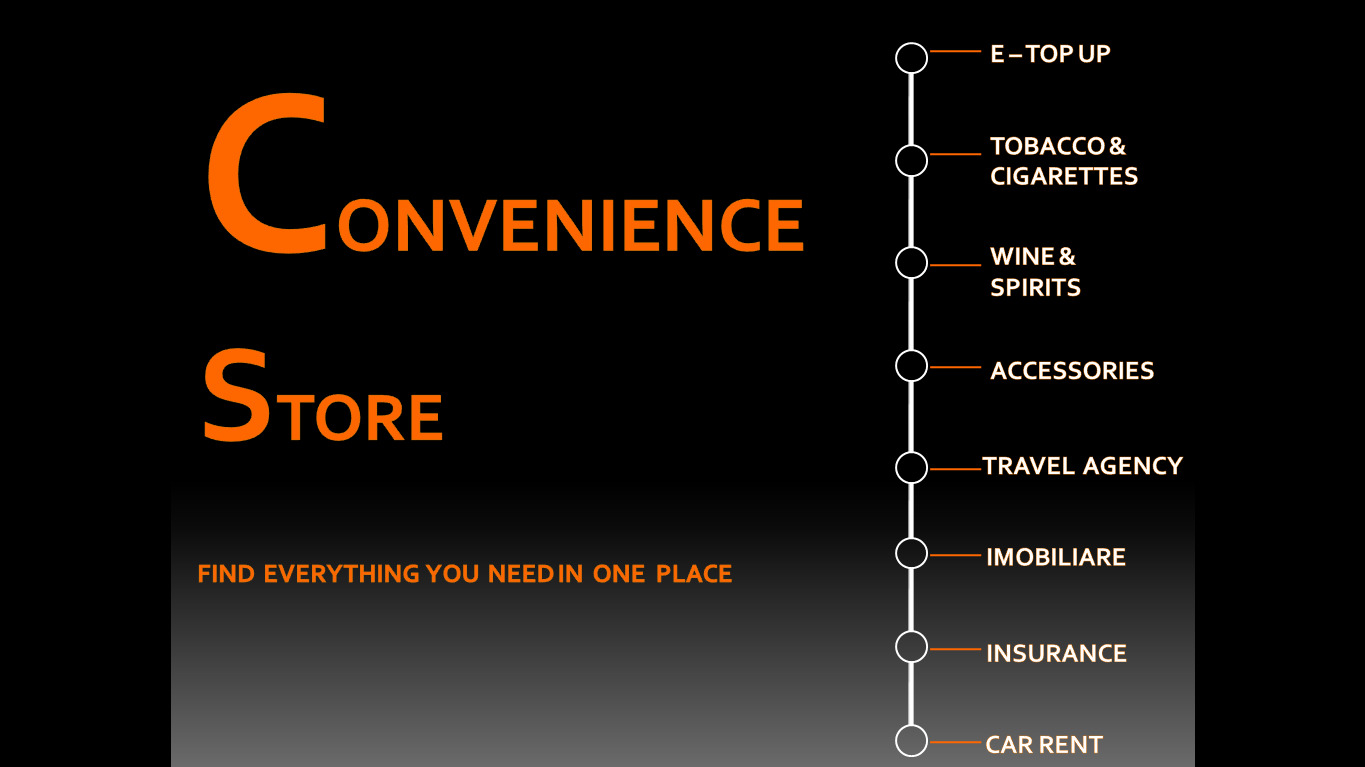 CONVENIENCE
STORE
FIND EVERYTHING YOU NEED IN ONE PLACE
E – TOP UP
TOBACCO &
CIGARETTES
WINE &
SPIRITS
ACCESSORIES
TRAVEL AGENCY
IMOBILIARE
INSURANCE
CAR RENT